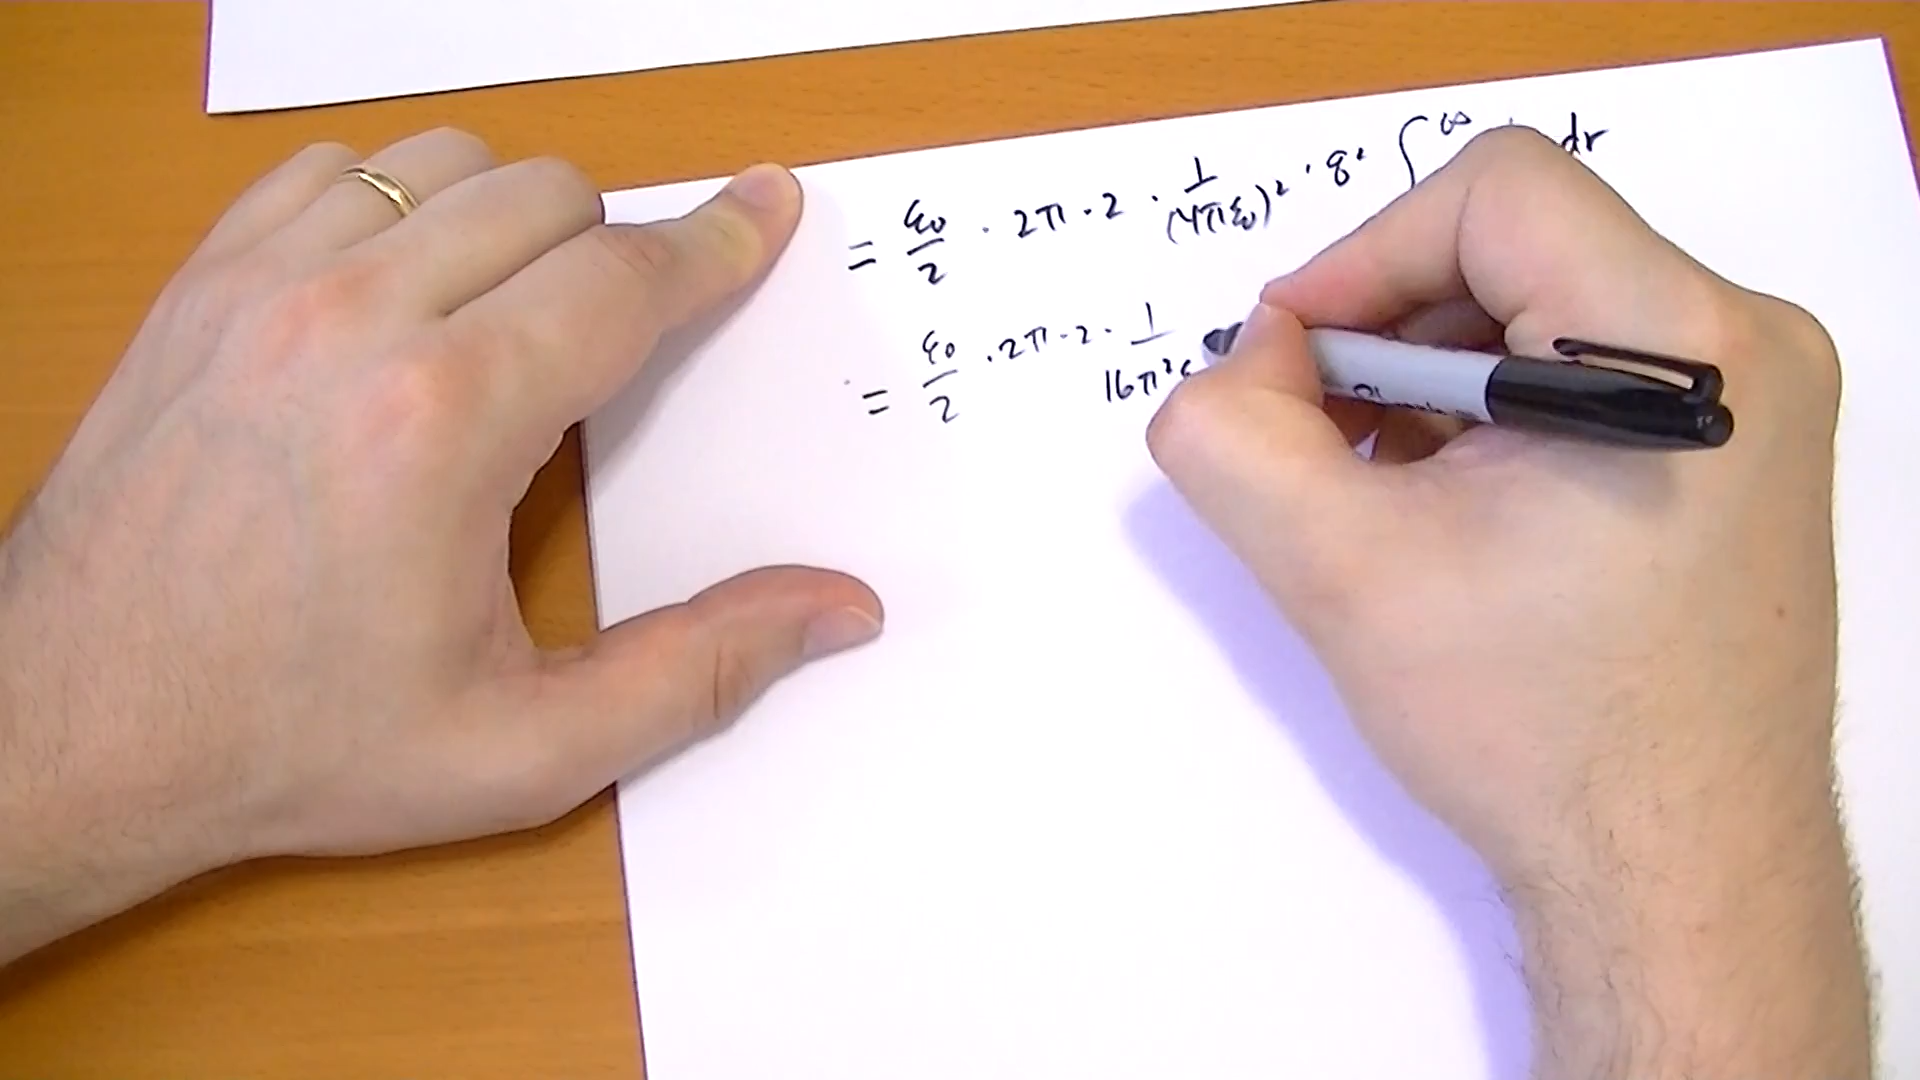 = ε₀/2 · 2π · 2 · 1/(4πε₀)² · q² ∫ ∞ dr
= ε₀/2 · 2π · 2 · 1/16π²